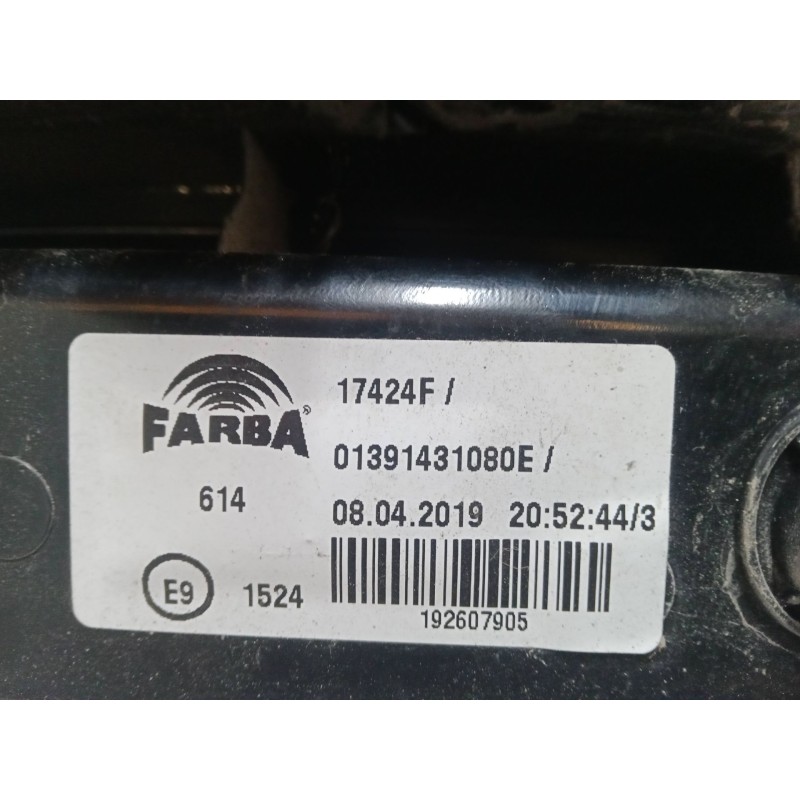 FARBA®
17424F /
01391431080E /
614
08.04.2019 20:52:44/3
E9
1524
192607905